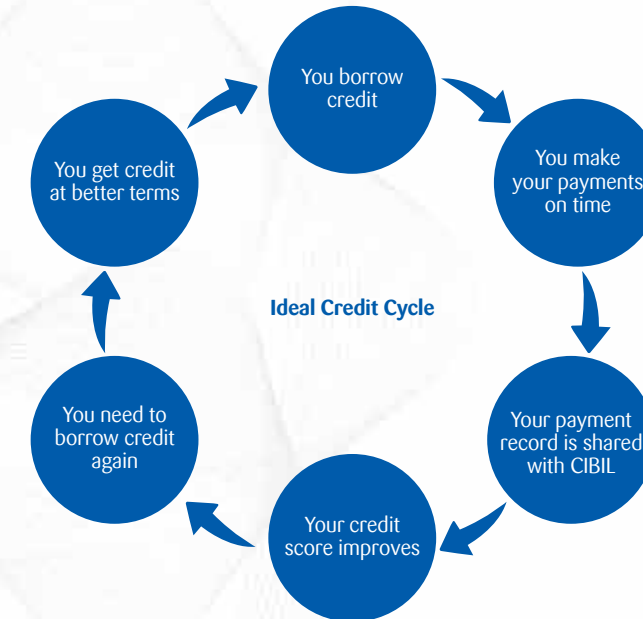 You borrow
credit
You make
your payments
on time
Your payment
record is shared
with CIBIL
Your credit
score improves
You need to
borrow credit
again
You get credit
at better terms
Ideal Credit Cycle